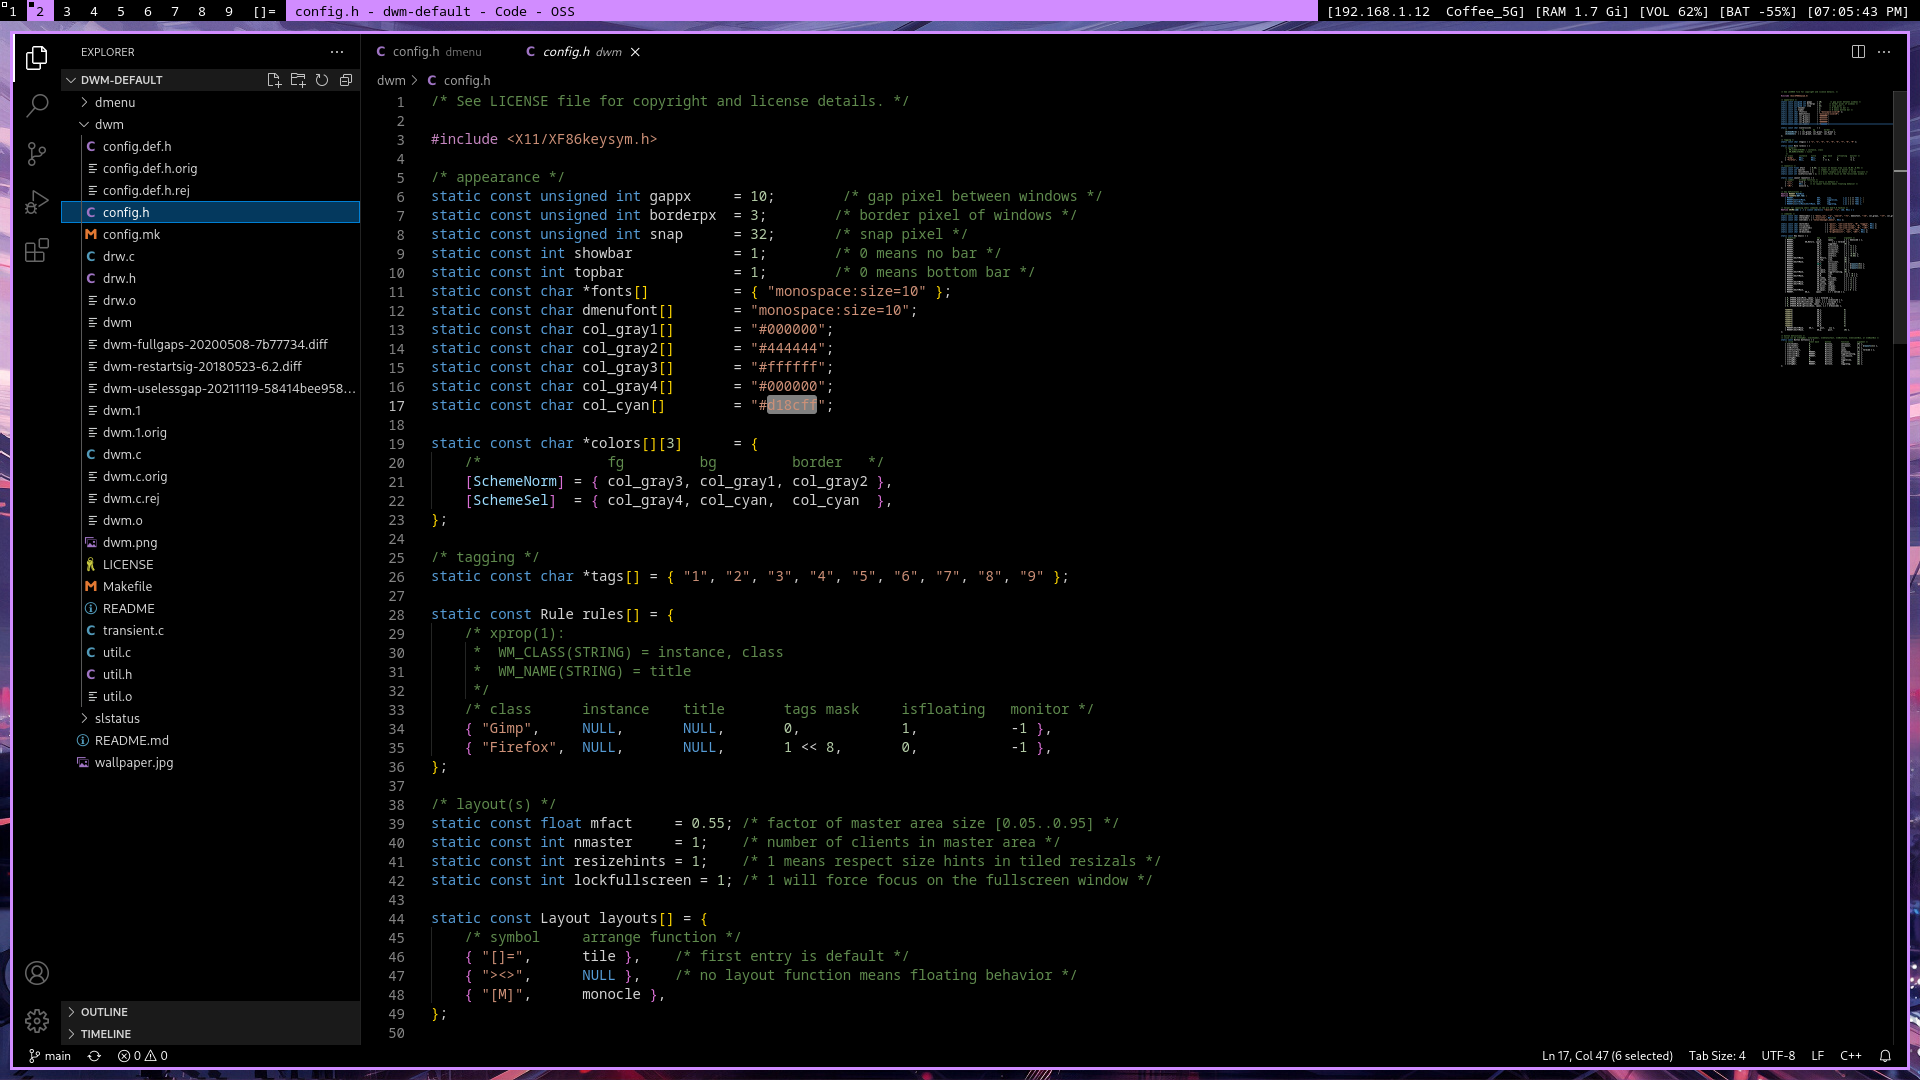 1 2 3 4 5 6 7 8 9 []= config.h - dwm-default - Code - OSS [192.168.1.12 Coffee_5G] [RAM 1.7 Gi] [VOL 62%] [BAT -55%] [07:05:43 PM]
EXPLORER ···
DWM-DEFAULT
dmenu
dwm
config.def.h
config.def.h.orig
config.def.h.rej
config.h
config.mk
drw.c
drw.h
drw.o
dwm
dwm-fullgaps-20200508-7b77734.diff
dwm-restartsig-20180523-6.2.diff
dwm-uselessgap-20211119-58414bee958...
dwm.1
dwm.1.orig
dwm.c
dwm.c.orig
dwm.c.rej
dwm.o
dwm.png
LICENSE
Makefile
README
transient.c
util.c
util.h
util.o
slstatus
README.md
wallpaper.jpg
OUTLINE
TIMELINE
C config.h dmenu C config.h dwm
dwm > C config.h
1 /* See LICENSE file for copyright and license details. */
2
3 #include <X11/XF86keysym.h>
4
5 /* appearance */
6 static const unsigned int gappx     = 10;        /* gap pixel between windows */
7 static const unsigned int borderpx  = 3;        /* border pixel of windows */
8 static const unsigned int snap      = 32;       /* snap pixel */
9 static const int showbar            = 1;        /* 0 means no bar */
10 static const int topbar             = 1;        /* 0 means bottom bar */
11 static const char *fonts[]          = { "monospace:size=10" };
12 static const char dmenufont[]       = "monospace:size=10";
13 static const char col_gray1[]       = "#000000";
14 static const char col_gray2[]       = "#444444";
15 static const char col_gray3[]       = "#ffffff";
16 static const char col_gray4[]       = "#000000";
17 static const char col_cyan[]        = "#d18cff";
18
19 static const char *colors[][3]      = {
20     /*               fg         bg         border   */
21     [SchemeNorm] = { col_gray3, col_gray1, col_gray2 },
22     [SchemeSel]  = { col_gray4, col_cyan,  col_cyan  },
23 };
24
25 /* tagging */
26 static const char *tags[] = { "1", "2", "3", "4", "5", "6", "7", "8", "9" };
27
28 static const Rule rules[] = {
29     /* xprop(1):
30      *  WM_CLASS(STRING) = instance, class
31      *  WM_NAME(STRING) = title
32      */
33     /* class      instance    title       tags mask     isfloating   monitor */
34     { "Gimp",     NULL,       NULL,       0,            1,           -1 },
35     { "Firefox",  NULL,       NULL,       1 << 8,       0,           -1 },
36 };
37
38 /* layout(s) */
39 static const float mfact     = 0.55; /* factor of master area size [0.05..0.95] */
40 static const int nmaster     = 1;    /* number of clients in master area */
41 static const int resizehints = 1;    /* 1 means respect size hints in tiled resizals */
42 static const int lockfullscreen = 1; /* 1 will force focus on the fullscreen window */
43
44 static const Layout layouts[] = {
45     /* symbol     arrange function */
46     { "[]=",      tile },    /* first entry is default */
47     { "><>",      NULL },    /* no layout function means floating behavior */
48     { "[M]",      monocle },
49 };
50
main 0 0 Ln 17, Col 47 (6 selected) Tab Size: 4 UTF-8 LF C++